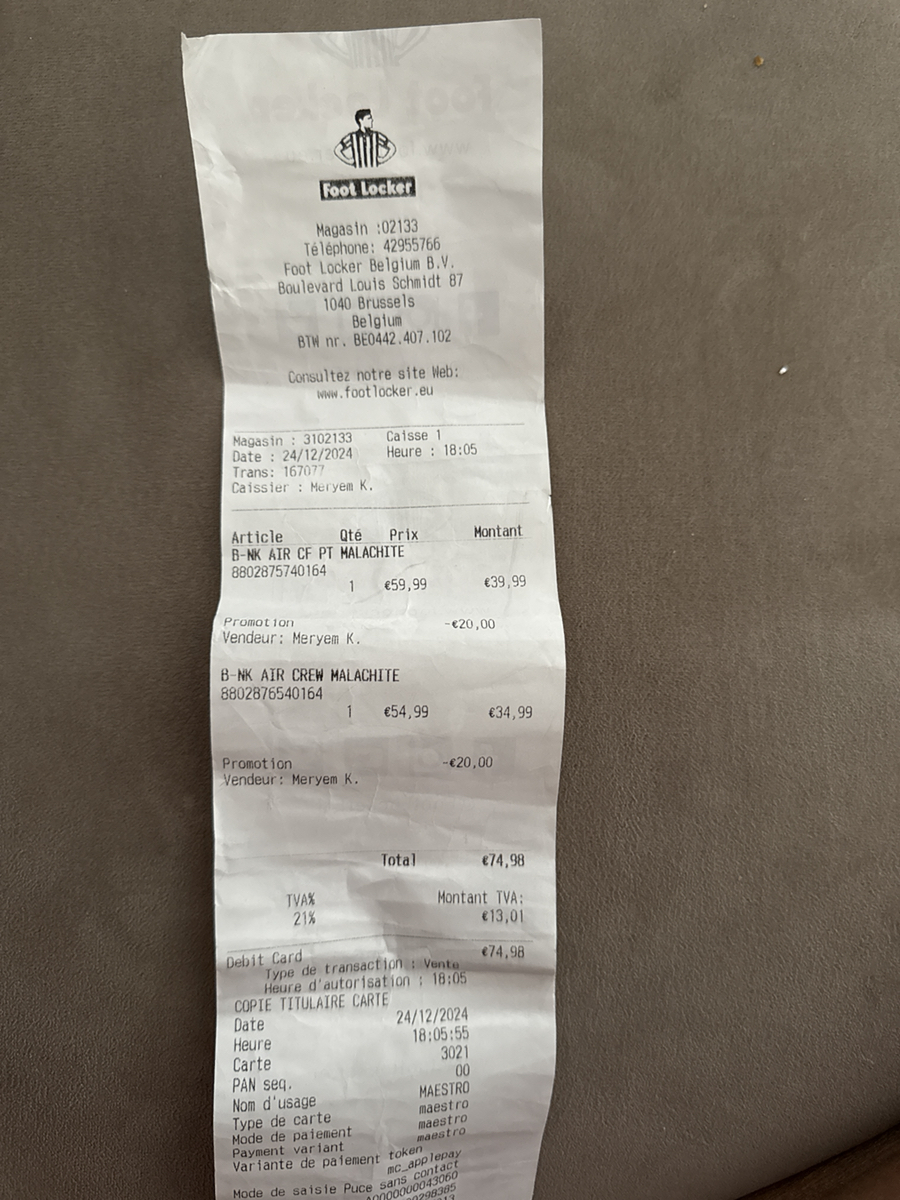 Foot Locker
Magasin :02133
Téléphone: 42955766
Foot Locker Belgium B.V.
Boulevard Louis Schmidt 87
1040 Brussels
Belgium
BTW nr. BE0442.407.102
Consultez notre site Web:
www.footlocker.eu
Magasin : 3102133 Caisse 1
Date : 24/12/2024 Heure : 18:05
Trans: 167077
Caissier : Meryem K.
Article Qté Prix Montant
B-NK AIR CF PT MALACHITE
8802875740164
1 €59,99 €39,99
Promotion -€20,00
Vendeur: Meryem K.
B-NK AIR CREW MALACHITE
8802876540164
1 €54,99 €34,99
Promotion -€20,00
Vendeur: Meryem K.
Total €74,98
TVA% Montant TVA:
21% €13,01
Debit Card €74,98
Type de transaction : Vente
Heure d'autorisation : 18:05
COPIE TITULAIRE CARTE
Date 24/12/2024
Heure 18:05:55
Carte 3021
PAN seq. 00
Nom d'usage MAESTRO
Type de carte maestro
Mode de paiement maestro
Payment variant maestro
Variante de paiement token
mc_applepay
Mode de saisie Puce sans contact